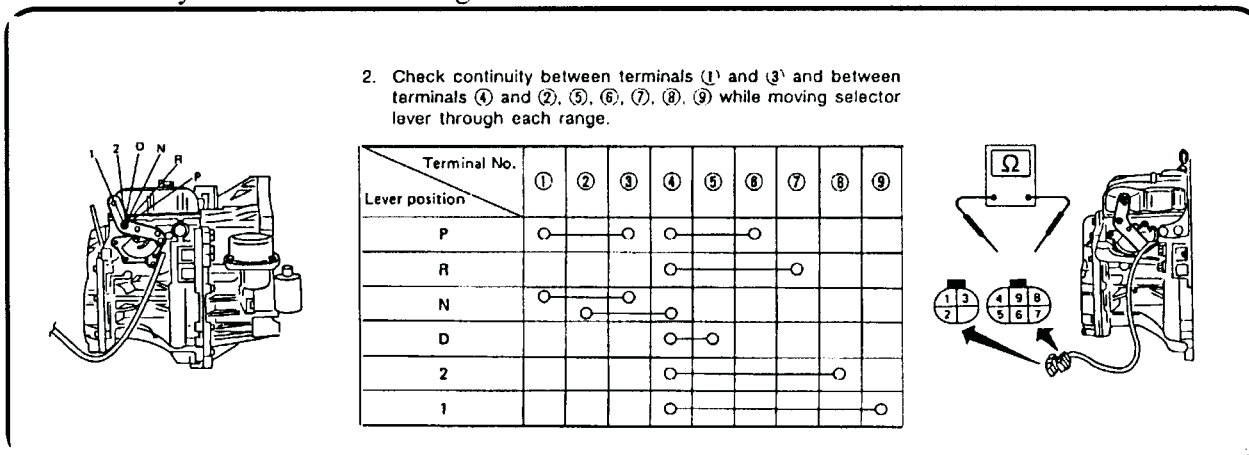 2. Check continuity between terminals ① and ③ and between
terminals ④ and ②, ⑤, ⑥, ⑦, ⑧, ⑨ while moving selector
lever through each range.
1 2 D N R P
Terminal No.
Lever position
① ② ③ ④ ⑤ ⑥ ⑦ ⑧ ⑨
P
R
N
D
2
1
Ω
1 3
2
4 9 8
5 6 7